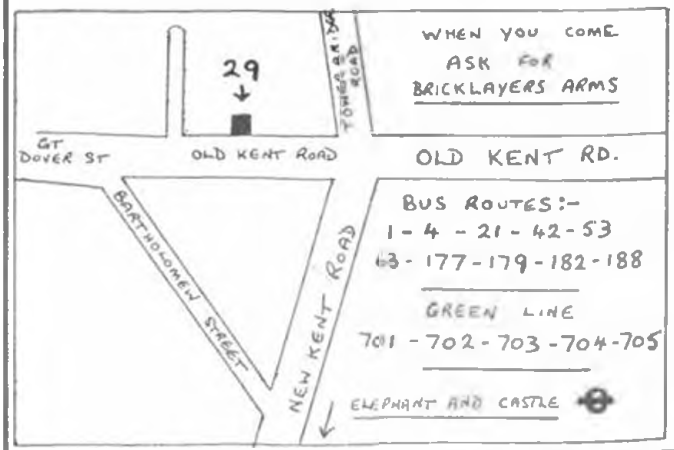 29
TOWER BRIDGE
ROAD
WHEN YOU COME
ASK FOR
BRICKLAYERS ARMS
GT
DOVER ST
OLD KENT ROAD
OLD KENT RD.
BARTHOLOMEW STREET
NEW KENT ROAD
BUS ROUTES:-
1 - 4 - 21 - 42 - 53
63 - 177 - 179 - 182 - 188
GREEN LINE
701 - 702 - 703 - 704 - 705
ELEPHANT AND CASTLE